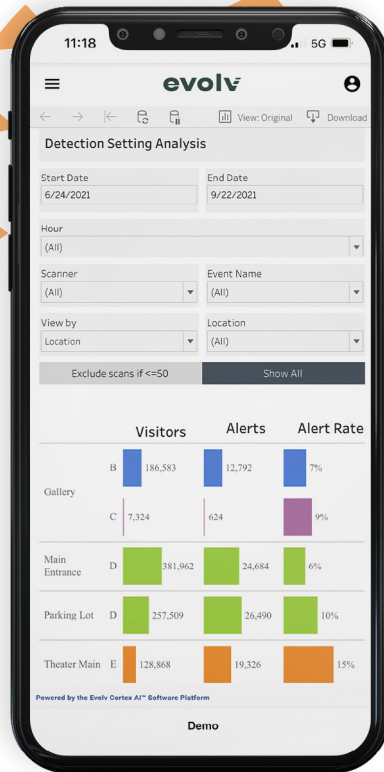 11:18 5G
evolv
View: Original Download
Detection Setting Analysis
Start Date End Date
6/24/2021 9/22/2021
Hour
(All)
Scanner Event Name
(All) (All)
View by Location
Location (All)
Exclude scans if <=50 Show All
Visitors Alerts Alert Rate
Gallery
B 186,583 12,792 7%
C 7,324 624 9%
Main
Entrance D 381,962 24,684 6%
Parking Lot D 257,509 26,490 10%
Theater Main E 128,868 19,326 15%
Powered by the Evolv Cortex AI™ Software Platform
Demo